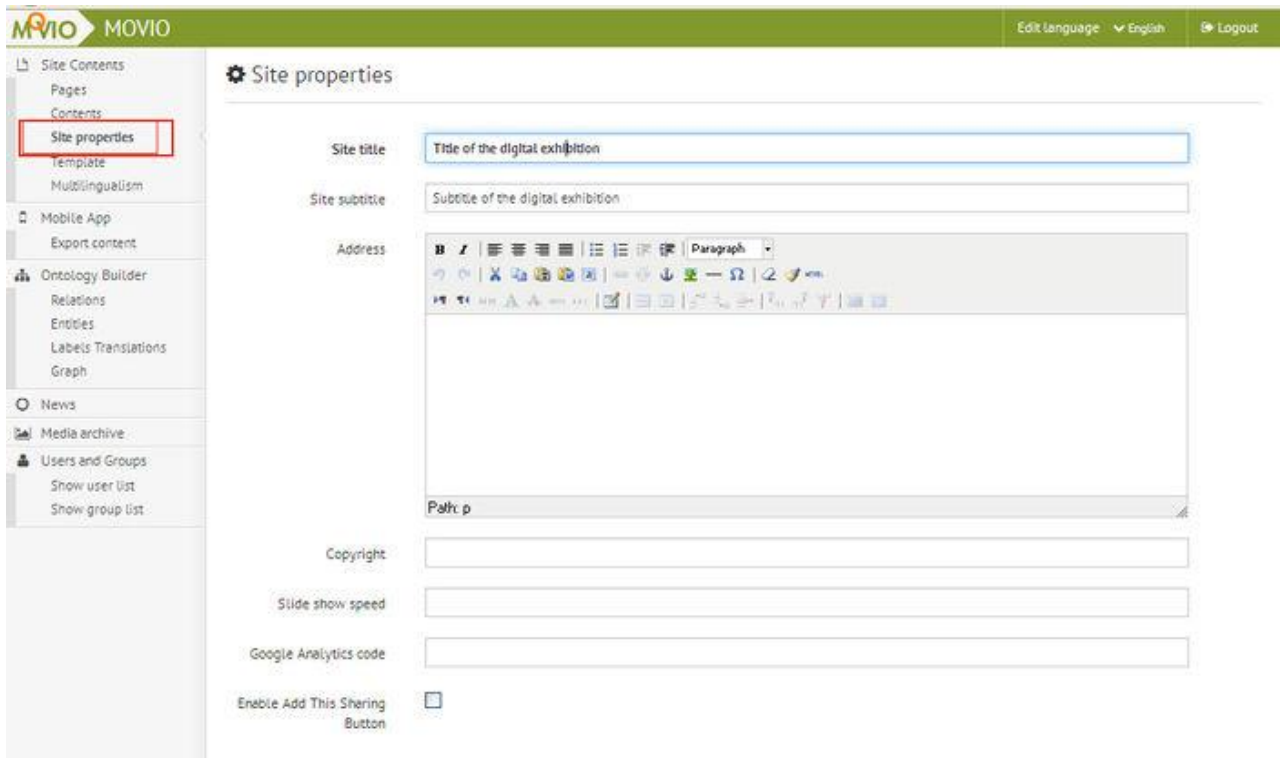 MOVIO MOVIO Edit language English Logout
Site Contents
Pages
Contents
Site properties
Template
Multilingualism
Mobile App
Export content
Ontology Builder
Relations
Entities
Labels Translations
Graph
News
Media archive
Users and Groups
Show user list
Show group list
Site properties
Site title Title of the digital exhibition
Site subtitle Subtitle of the digital exhibition
Address
B I Paragraph
HTML
Path: p
Copyright
Slide show speed
Google Analytics code
Enable Add This Sharing
Button